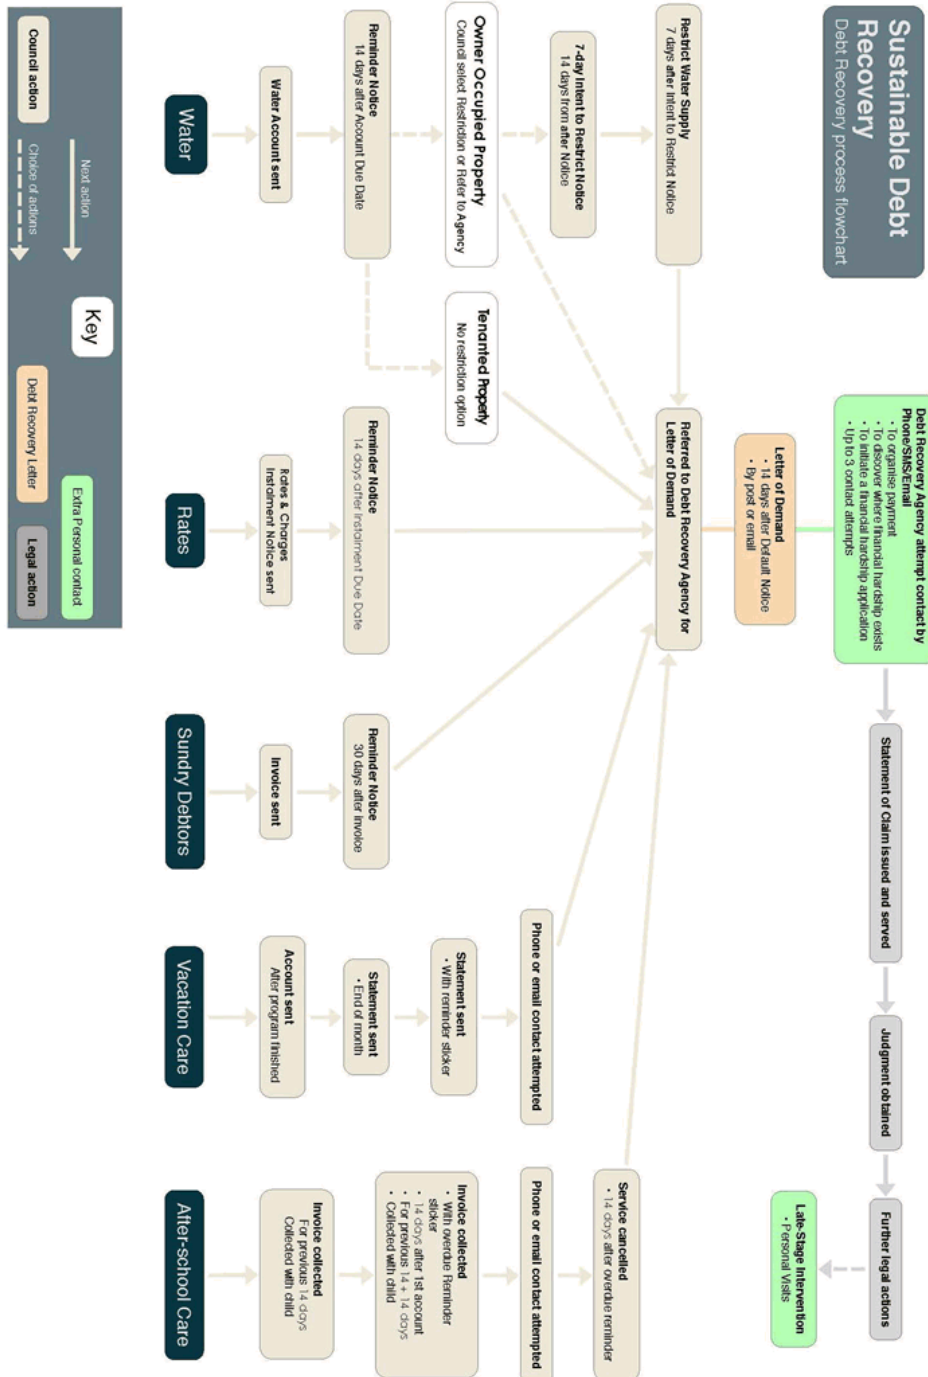 Sustainable Debt
Recovery
Debt Recovery process flowchart
Debt Recovery Agency attempt contact by
Phone/SMS/Email
• To organise payment
• To discover where financial hardship exists
• To initiate a financial hardship application
• Up to 3 contact attempts
Statement of Claim issued and served
Judgment obtained
Further legal actions
Late-Stage Intervention
• Personal Visits
Letter of Demand
• 14 days after Default Notice
• By post or email
Restrict Water Supply
7 days after Intent to Restrict Notice
Referred to Debt Recovery Agency for
Letter of Demand
Service cancelled
• 14 days after overdue reminder
7-day Intent to Restrict Notice
14 days from after Notice
Phone or email contact attempted
Phone or email contact attempted
Owner Occupied Property
Council select Restriction or Refer to Agency
Tenanted Property
No restriction option
Statement sent
• With reminder sticker
Invoice collected
• With overdue Reminder
sticker
• 14 days after 1st account
• For previous 14 + 14 days
• Collected with child
Reminder Notice
14 days after Account Due Date
Reminder Notice
14 days after Instalment Due Date
Reminder Notice
30 days after invoice
Statement sent
• End of month
Water Account sent
Rates & Charges
Instalment Notice sent
Invoice sent
Account sent
After program finished
Invoice collected
For previous 14 days
Collected with child
Water
Rates
Sundry Debtors
Vacation Care
After-school Care
Key
Council action
Next action
Choice of actions
Debt Recovery Letter
Extra Personal contact
Legal action